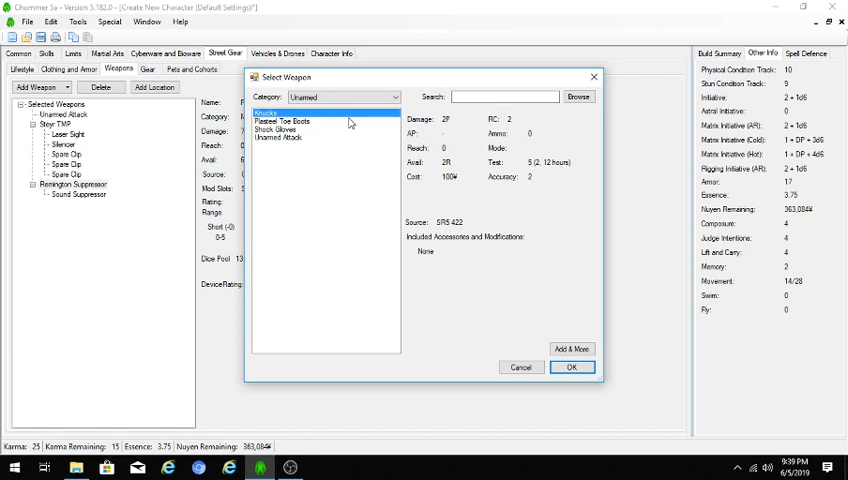 Chummer 5a - Version 5.182.0 - [Create New Character (Default Settings)*]
File Edit Tools Special Window Help
Common Skills Limits Martial Arts Cyberware and Bioware Street Gear Vehicles & Drones Character Info
Build Summary Other Info Spell Defence
Lifestyle Clothing and Armor Weapons Gear Pets and Cohorts
Add Weapon Delete Add Location
Selected Weapons
Unarmed Attack
Steyr TMP
Laser Sight
Silencer
Spare Clip
Spare Clip
Spare Clip
Remington Suppressor
Sound Suppressor
Name:
Category:
Damage: 7
Reach: 0
Avail:
Source:
Mod Slots:
Rating:
Range
Short (-0)
0-5
Dice Pool 13
DeviceRating:
Select Weapon
Category: Unarmed
Search: Browse
Knucks
Plasteel Toe Boots
Shock Gloves
Unarmed Attack
Damage: 2P RC: 2
AP: - Ammo: 0
Reach: 0 Mode:
Avail: 2R Test: 5 (2, 12 hours)
Cost: 100¥ Accuracy: 2
Source: SR5 422
Included Accessories and Modifications:
None
Add & More
Cancel OK
Physical Condition Track: 10
Stun Condition Track: 9
Initiative: 2 + 1d6
Astral Initiative: 0
Matrix Initiative (AR): 2 + 1d6
Matrix Initiative (Cold): 1 + DP + 3d6
Matrix Initiative (Hot): 1 + DP + 4d6
Rigging Initiative (AR): 2 + 1d6
Armor: 17
Essence: 3.75
Nuyen Remaining: 363,084¥
Composure: 4
Judge Intentions: 4
Lift and Carry: 4
Memory: 2
Movement: 14/28
Swim: 0
Fly: 0
Karma: 25 Karma Remaining: 15 Essence: 3.75 Nuyen Remaining: 363,084¥
9:39 PM
6/5/2019